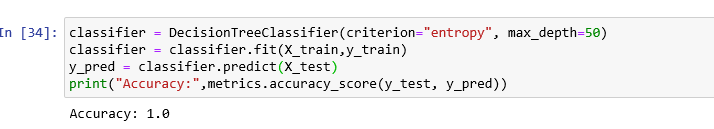 In [34]: classifier = DecisionTreeClassifier(criterion="entropy", max_depth=50)
classifier = classifier.fit(X_train,y_train)
y_pred = classifier.predict(X_test)
print("Accuracy:",metrics.accuracy_score(y_test, y_pred))
Accuracy: 1.0